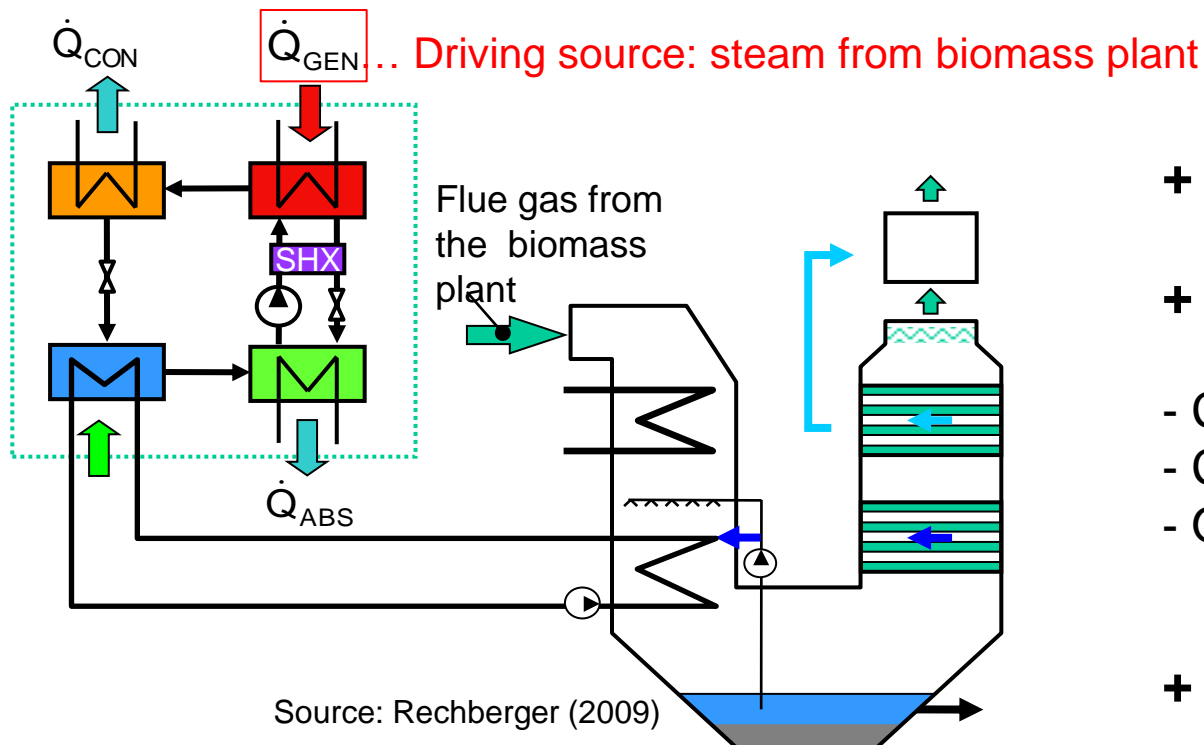 Q̇CON
Q̇GEN... Driving source: steam from biomass plant
Flue gas from
the biomass
plant
SHX
Q̇ABS
+
+
- C
- C
- C
+
Source: Rechberger (2009)